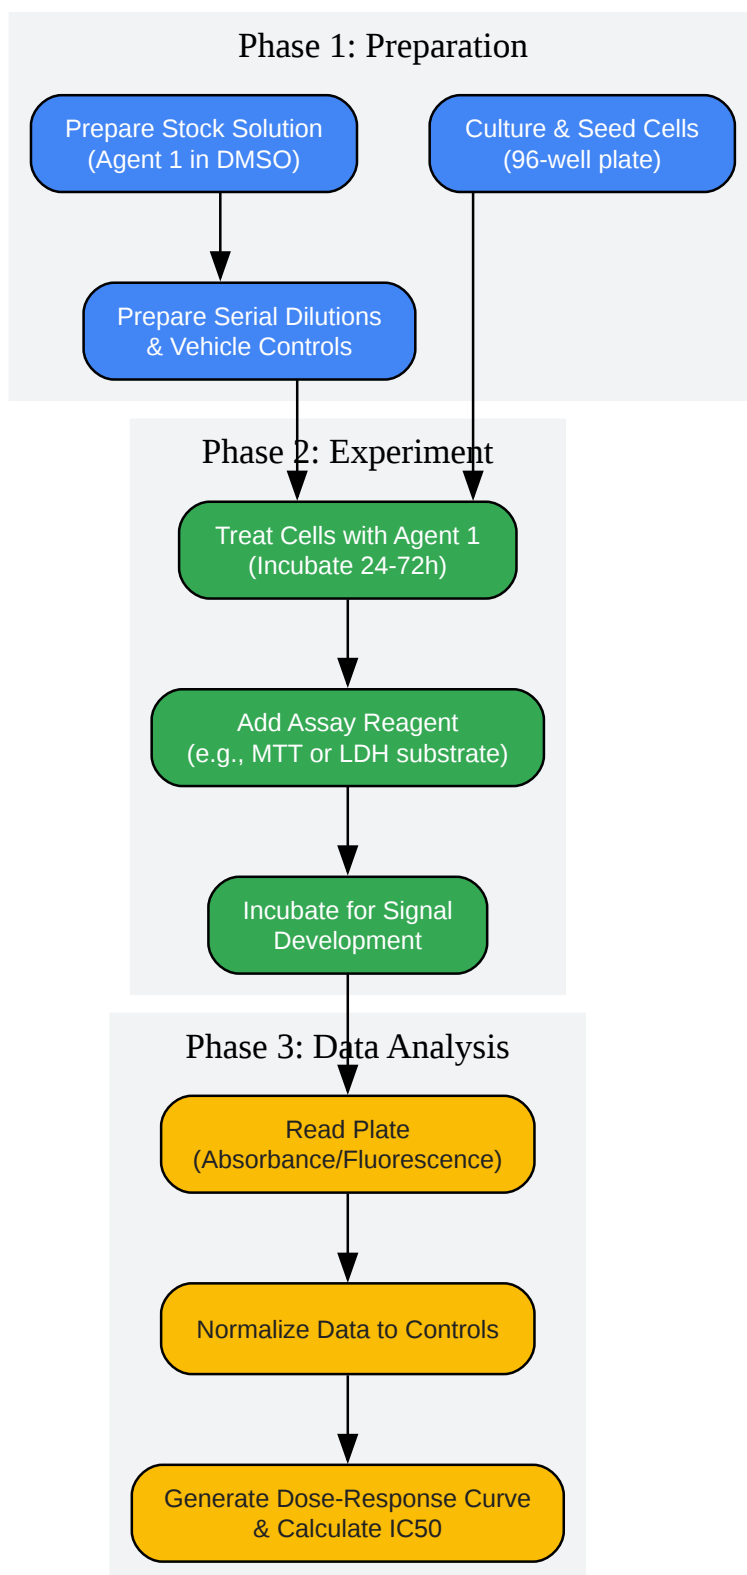 Phase 1: Preparation
Prepare Stock Solution
(Agent 1 in DMSO)
Culture & Seed Cells
(96-well plate)
Prepare Serial Dilutions
& Vehicle Controls
Phase 2: Experiment
Treat Cells with Agent 1
(Incubate 24-72h)
Add Assay Reagent
(e.g., MTT or LDH substrate)
Incubate for Signal
Development
Phase 3: Data Analysis
Read Plate
(Absorbance/Fluorescence)
Normalize Data to Controls
Generate Dose-Response Curve
& Calculate IC50